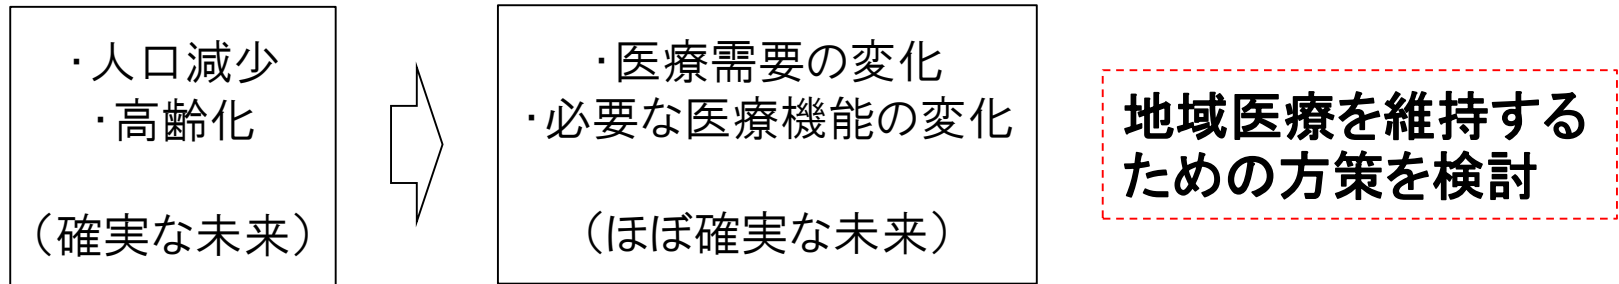 ・人口減少
・高齢化
（確実な未来）
・医療需要の変化
・必要な医療機能の変化
（ほぼ確実な未来）
地域医療を維持する
ための方策を検討